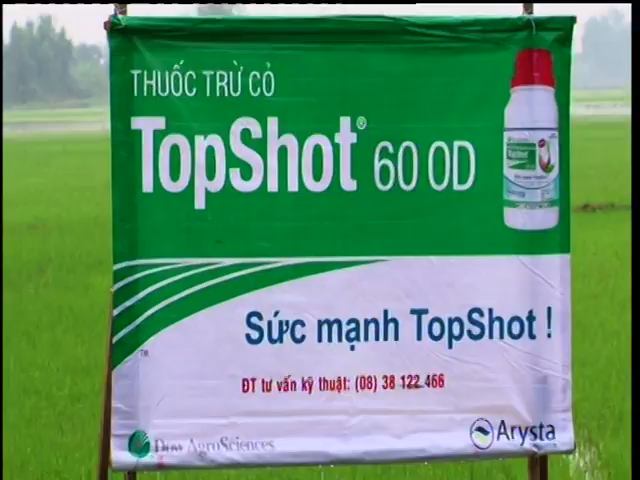 THUỐC TRỪ CỎ
TopShot® 60 OD
Sức mạnh TopShot !
TM
ĐT tư vấn kỹ thuật: (08) 38 122 466
Dow AgroSciences
Arysta